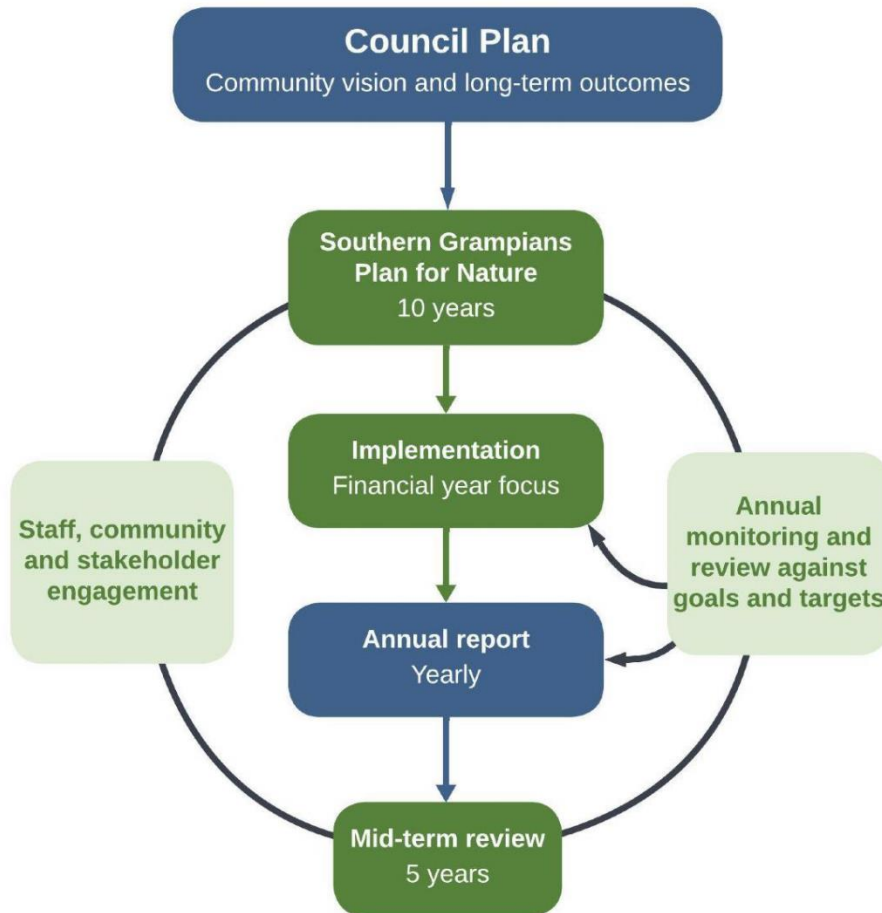 Council Plan
Community vision and long-term outcomes
Southern Grampians
Plan for Nature
10 years
Implementation
Financial year focus
Staff, community
and stakeholder
engagement
Annual
monitoring and
review against
goals and targets
Annual report
Yearly
Mid-term review
5 years